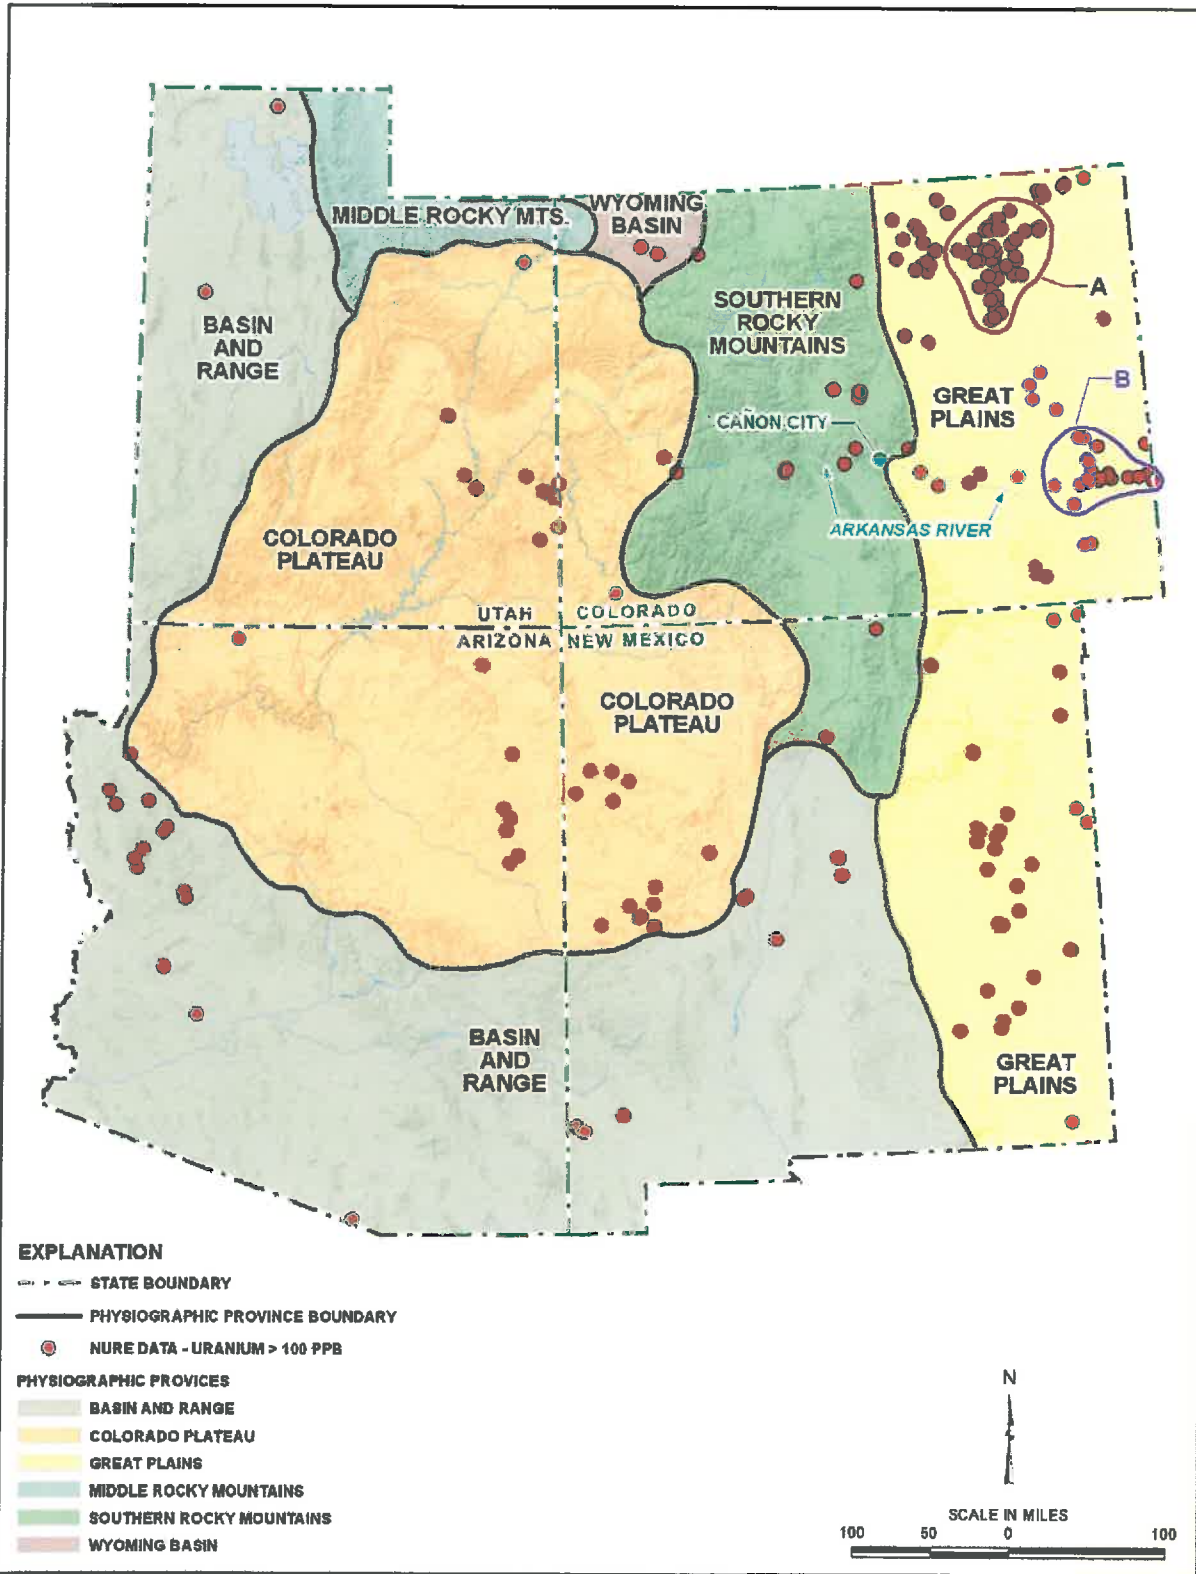 MIDDLE ROCKY MTS.
WYOMING
BASIN
BASIN
AND
RANGE
SOUTHERN
ROCKY
MOUNTAINS
A
GREAT
PLAINS
B
CAÑON CITY
ARKANSAS RIVER
COLORADO
PLATEAU
UTAH
COLORADO
ARIZONA
NEW MEXICO
COLORADO
PLATEAU
BASIN
AND
RANGE
GREAT
PLAINS
EXPLANATION
STATE BOUNDARY
PHYSIOGRAPHIC PROVINCE BOUNDARY
NURE DATA - URANIUM > 100 PPB
PHYSIOGRAPHIC PROVICES
BASIN AND RANGE
COLORADO PLATEAU
GREAT PLAINS
MIDDLE ROCKY MOUNTAINS
SOUTHERN ROCKY MOUNTAINS
WYOMING BASIN
N
SCALE IN MILES
100 50 0 100